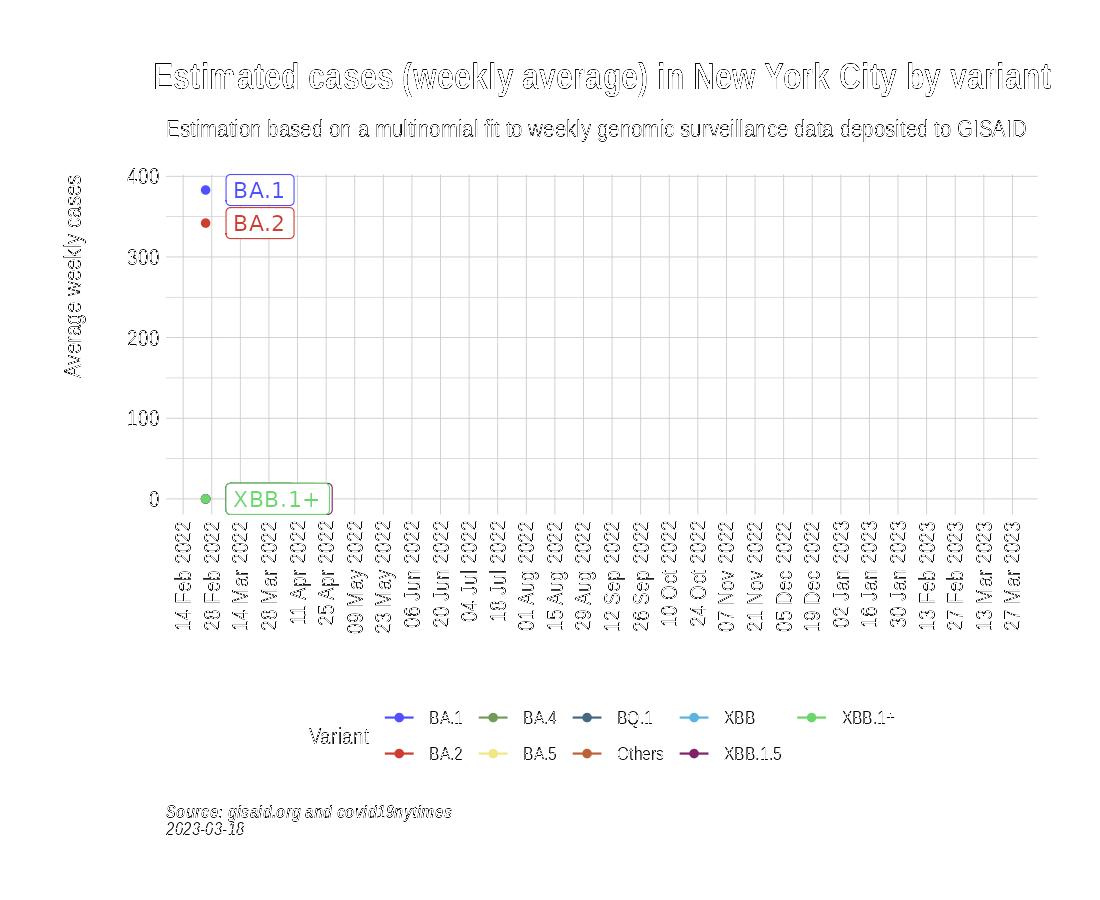 Estimated cases (weekly average) in New York City by variant
Estimation based on a multinomial fit to weekly genomic surveillance data deposited to GISAID
Average weekly cases
400
300
200
100
0
BA.1
BA.2
XBB.1+
14 Feb 2022
28 Feb 2022
14 Mar 2022
28 Mar 2022
11 Apr 2022
25 Apr 2022
09 May 2022
23 May 2022
06 Jun 2022
20 Jun 2022
04 Jul 2022
18 Jul 2022
01 Aug 2022
15 Aug 2022
29 Aug 2022
12 Sep 2022
26 Sep 2022
10 Oct 2022
24 Oct 2022
07 Nov 2022
21 Nov 2022
05 Dec 2022
19 Dec 2022
02 Jan 2023
16 Jan 2023
30 Jan 2023
13 Feb 2023
27 Feb 2023
13 Mar 2023
27 Mar 2023
Variant
BA.1 BA.4 BQ.1 XBB XBB.1+
BA.2 BA.5 Others XBB.1.5
Source: gisaid.org and covid19nytimes
2023-03-18